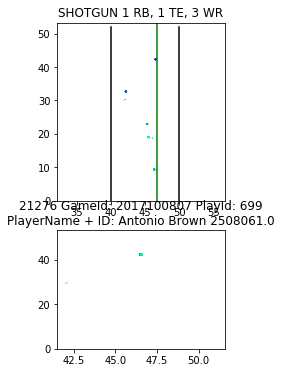 SHOTGUN 1 RB, 1 TE, 3 WR
50
40
30
20
10
0
35 40 45 50 55
21276 GameId: 2017100807 PlayId: 699
PlayerName + ID: Antonio Brown 2508061.0
40
20
0
42.5 45.0 47.5 50.0